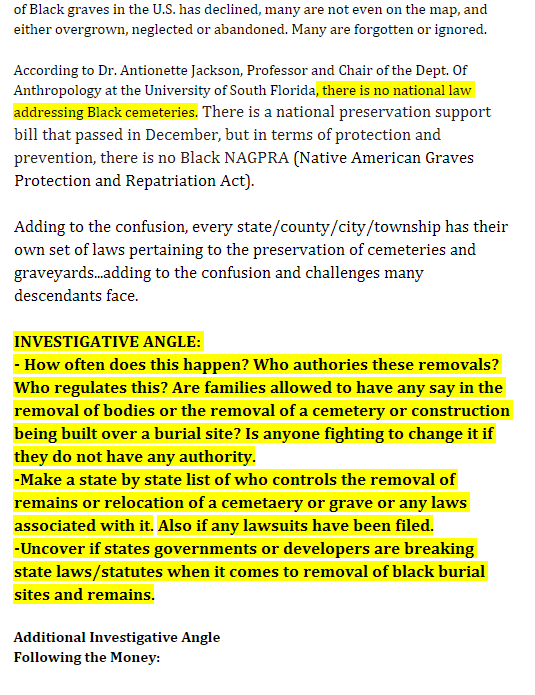 of Black graves in the U.S. has declined, many are not even on the map, and
either overgrown, neglected or abandoned. Many are forgotten or ignored.
According to Dr. Antionette Jackson, Professor and Chair of the Dept. Of
Anthropology at the University of South Florida, there is no national law
addressing Black cemeteries. There is a national preservation support
bill that passed in December, but in terms of protection and
prevention, there is no Black NAGPRA (Native American Graves
Protection and Repatriation Act).
Adding to the confusion, every state/county/city/township has their
own set of laws pertaining to the preservation of cemeteries and
graveyards...adding to the confusion and challenges many
descendants face.
INVESTIGATIVE ANGLE:
- How often does this happen? Who authories these removals?
Who regulates this? Are families allowed to have any say in the
removal of bodies or the removal of a cemetery or construction
being built over a burial site? Is anyone fighting to change it if
they do not have any authority.
-Make a state by state list of who controls the removal of
remains or relocation of a cemetaery or grave or any laws
associated with it. Also if any lawsuits have been filed.
-Uncover if states governments or developers are breaking
state laws/statutes when it comes to removal of black burial
sites and remains.
Additional Investigative Angle
Following the Money: